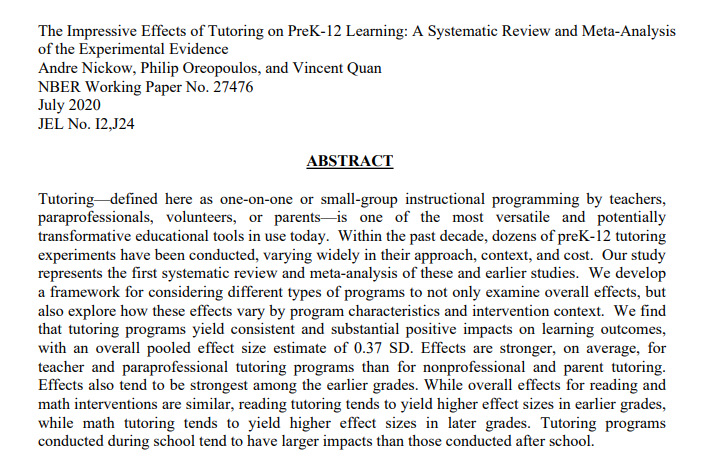 The Impressive Effects of Tutoring on PreK-12 Learning: A Systematic Review and Meta-Analysis
of the Experimental Evidence
Andre Nickow, Philip Oreopoulos, and Vincent Quan
NBER Working Paper No. 27476
July 2020
JEL No. I2,J24
ABSTRACT
Tutoring—defined here as one-on-one or small-group instructional programming by teachers,
paraprofessionals, volunteers, or parents—is one of the most versatile and potentially
transformative educational tools in use today. Within the past decade, dozens of preK-12 tutoring
experiments have been conducted, varying widely in their approach, context, and cost. Our study
represents the first systematic review and meta-analysis of these and earlier studies. We develop
a framework for considering different types of programs to not only examine overall effects, but
also explore how these effects vary by program characteristics and intervention context. We find
that tutoring programs yield consistent and substantial positive impacts on learning outcomes,
with an overall pooled effect size estimate of 0.37 SD. Effects are stronger, on average, for
teacher and paraprofessional tutoring programs than for nonprofessional and parent tutoring.
Effects also tend to be strongest among the earlier grades. While overall effects for reading and
math interventions are similar, reading tutoring tends to yield higher effect sizes in earlier grades,
while math tutoring tends to yield higher effect sizes in later grades. Tutoring programs
conducted during school tend to have larger impacts than those conducted after school.